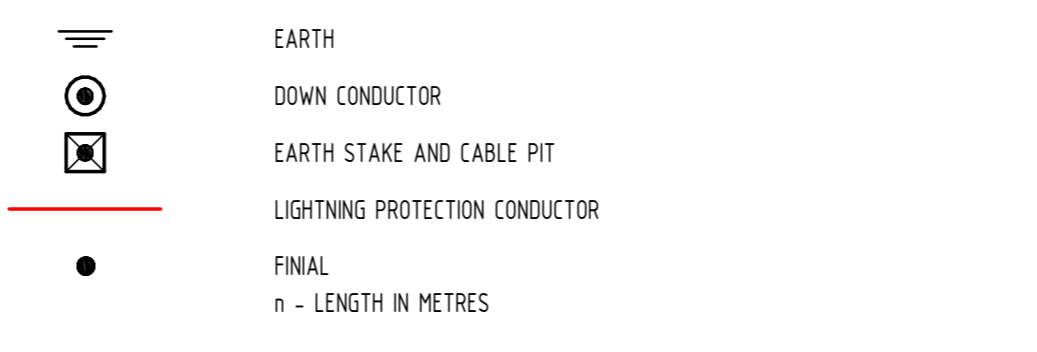 EARTH
DOWN CONDUCTOR
EARTH STAKE AND CABLE PIT
LIGHTNING PROTECTION CONDUCTOR
FINIAL
n - LENGTH IN METRES